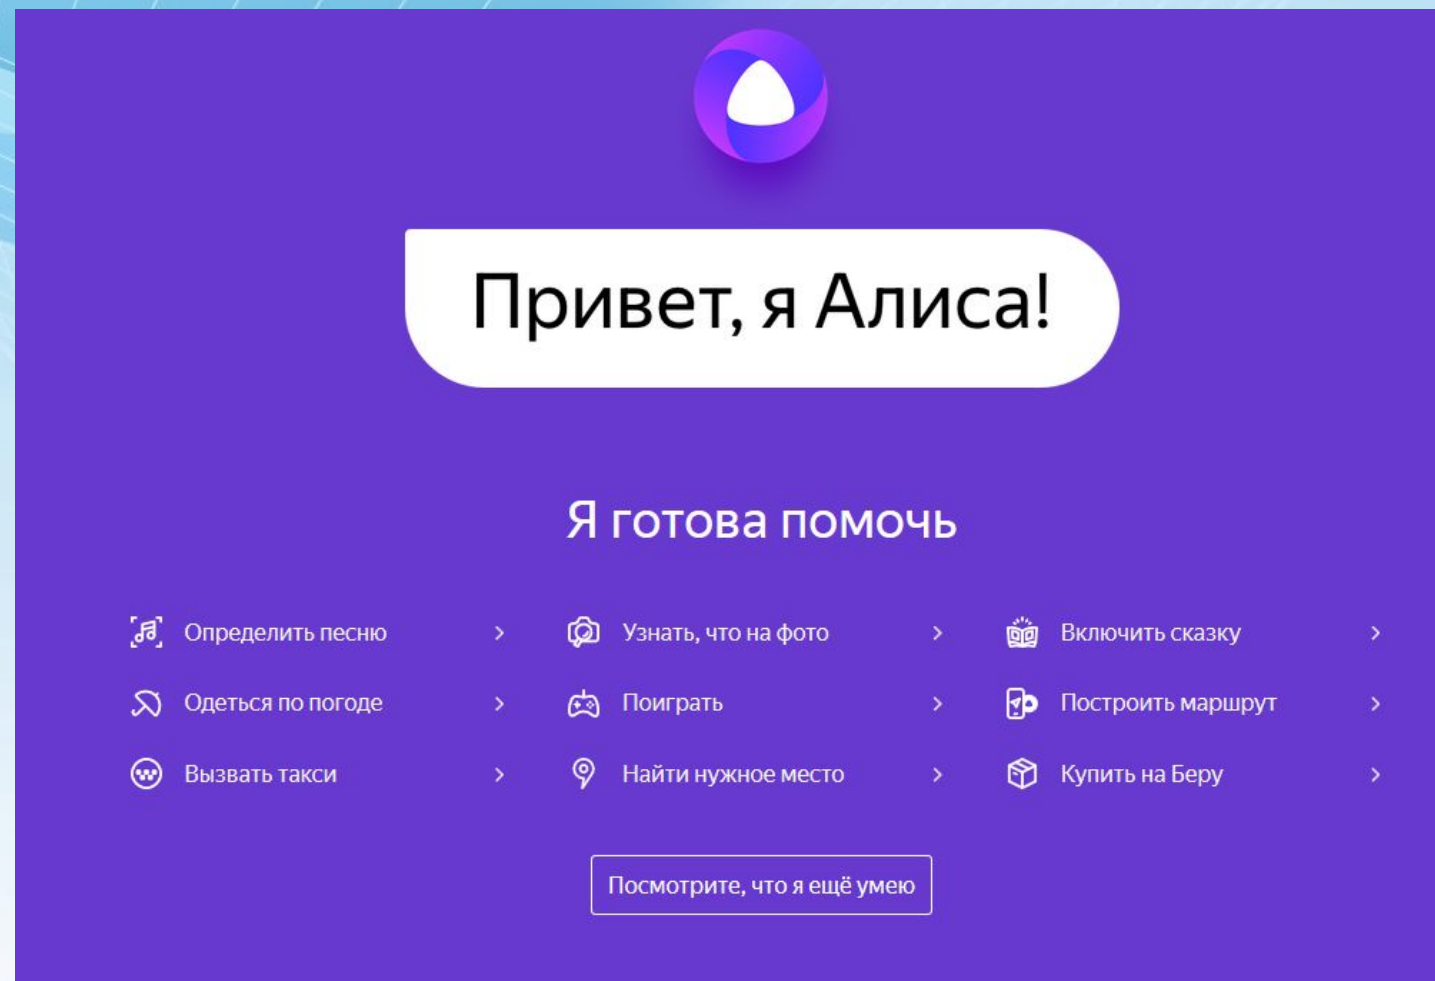 Привет, я Алиса!
Я готова помочь
Определить песню
Узнать, что на фото
Включить сказку
Одеться по погоде
Поиграть
Построить маршрут
Вызвать такси
Найти нужное место
Купить на Беру
Посмотрите, что я ещё умею